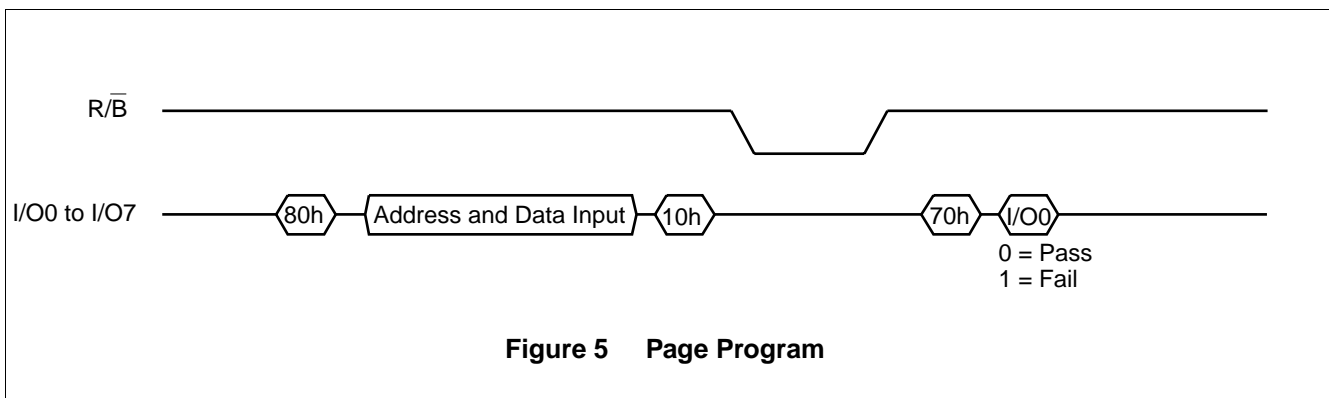 R/B̅
I/O0 to I/O7
80h
Address and Data Input
10h
70h
I/O0
0 = Pass
1 = Fail
Figure 5 Page Program